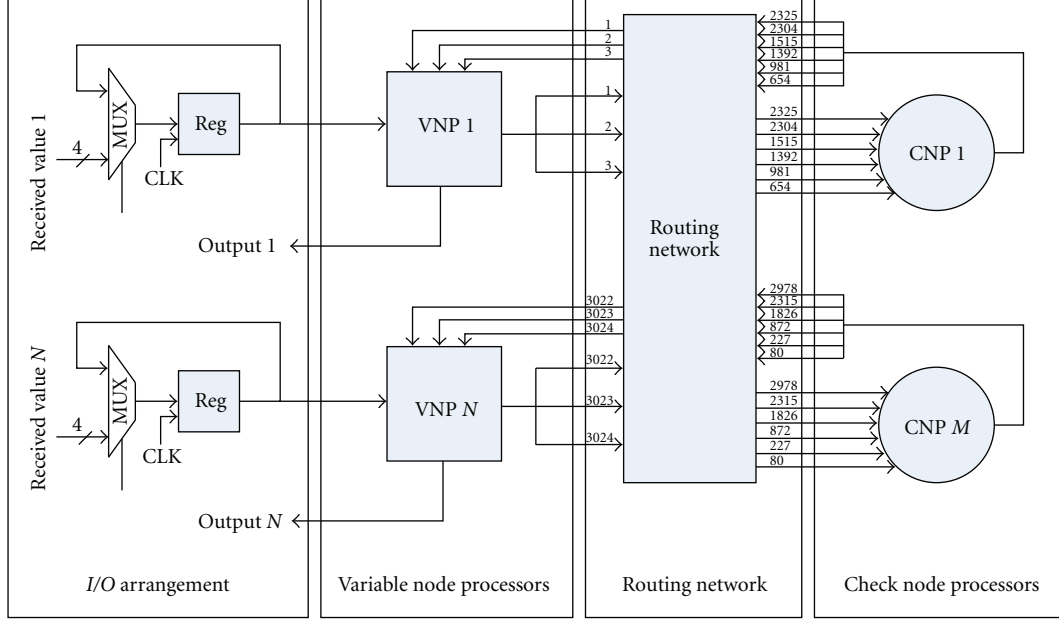 Received value 1
4
MUX
Reg
CLK
Output 1
VNP 1
1
2
3
1
2
3
Routing
network
2325
2304
1515
1392
981
654
2325
2304
1515
1392
981
654
CNP 1
Received value N
4
MUX
Reg
CLK
Output N
VNP N
3022
3023
3024
3022
3023
3024
2978
2315
1826
872
227
80
2978
2315
1826
872
227
80
CNP M
I/O arrangement
Variable node processors
Routing network
Check node processors